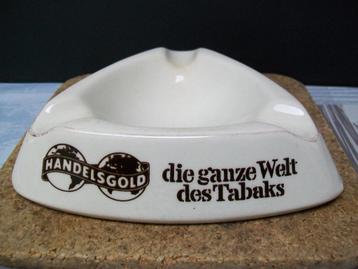 HANDELSGOLD
die ganze Welt
des Tabaks